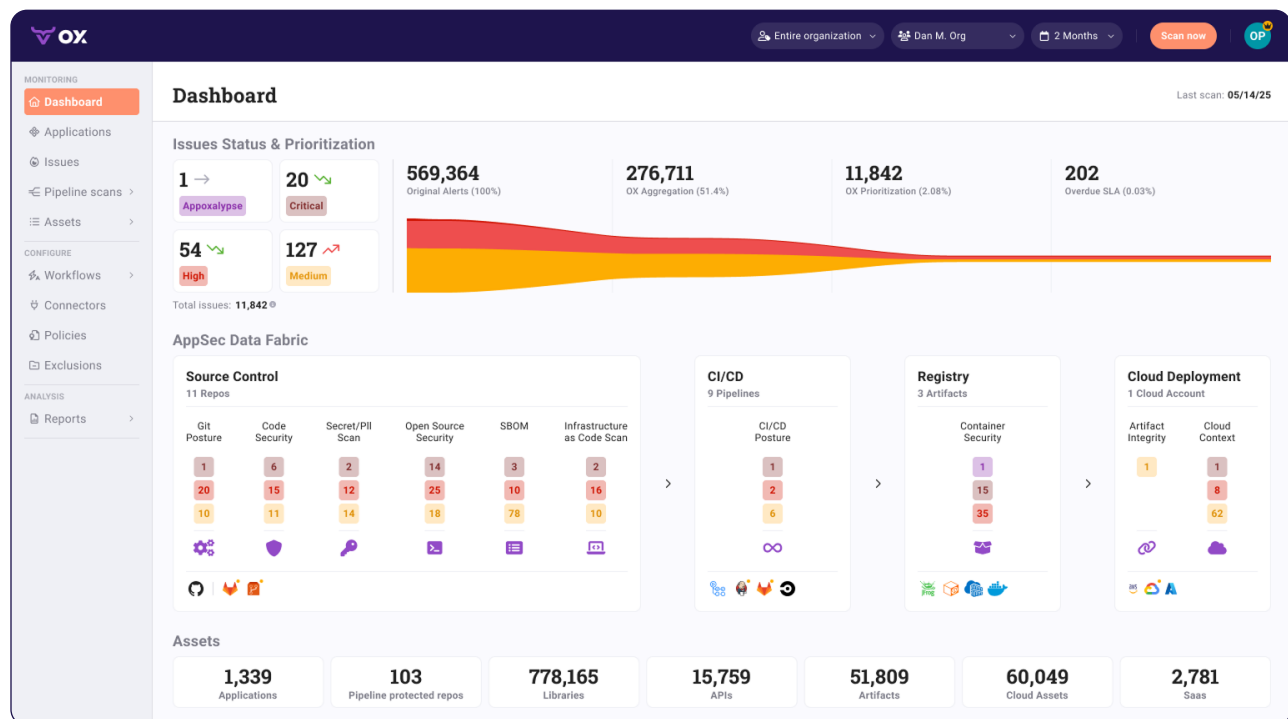 OX
Entire organization
Dan M. Org
2 Months
Scan now
OP
MONITORING
Dashboard
Applications
Issues
Pipeline scans
Assets
CONFIGURE
Workflows
Connectors
Policies
Exclusions
ANALYSIS
Reports
Dashboard
Last scan: 05/14/25
Issues Status & Prioritization
1
Appoxalypse
20
Critical
54
High
127
Medium
Total issues: 11,842
569,364
Original Alerts (100%)
276,711
OX Aggregation (51.4%)
11,842
OX Prioritization (2.08%)
202
Overdue SLA (0.03%)
AppSec Data Fabric
Source Control
11 Repos
Git Posture
Code Security
Secret/PII Scan
Open Source Security
SBOM
Infrastructure as Code Scan
1 6 2 14 3 2
20 15 12 25 10 16
10 11 14 18 78 10
CI/CD
9 Pipelines
CI/CD
Posture
1
2
6
Registry
3 Artifacts
Container
Security
1
15
35
Frog
Cloud Deployment
1 Cloud Account
Artifact Integrity
Cloud Context
1 1
8
62
aws
Assets
1,339
Applications
103
Pipeline protected repos
778,165
Libraries
15,759
APIs
51,809
Artifacts
60,049
Cloud Assets
2,781
Saas